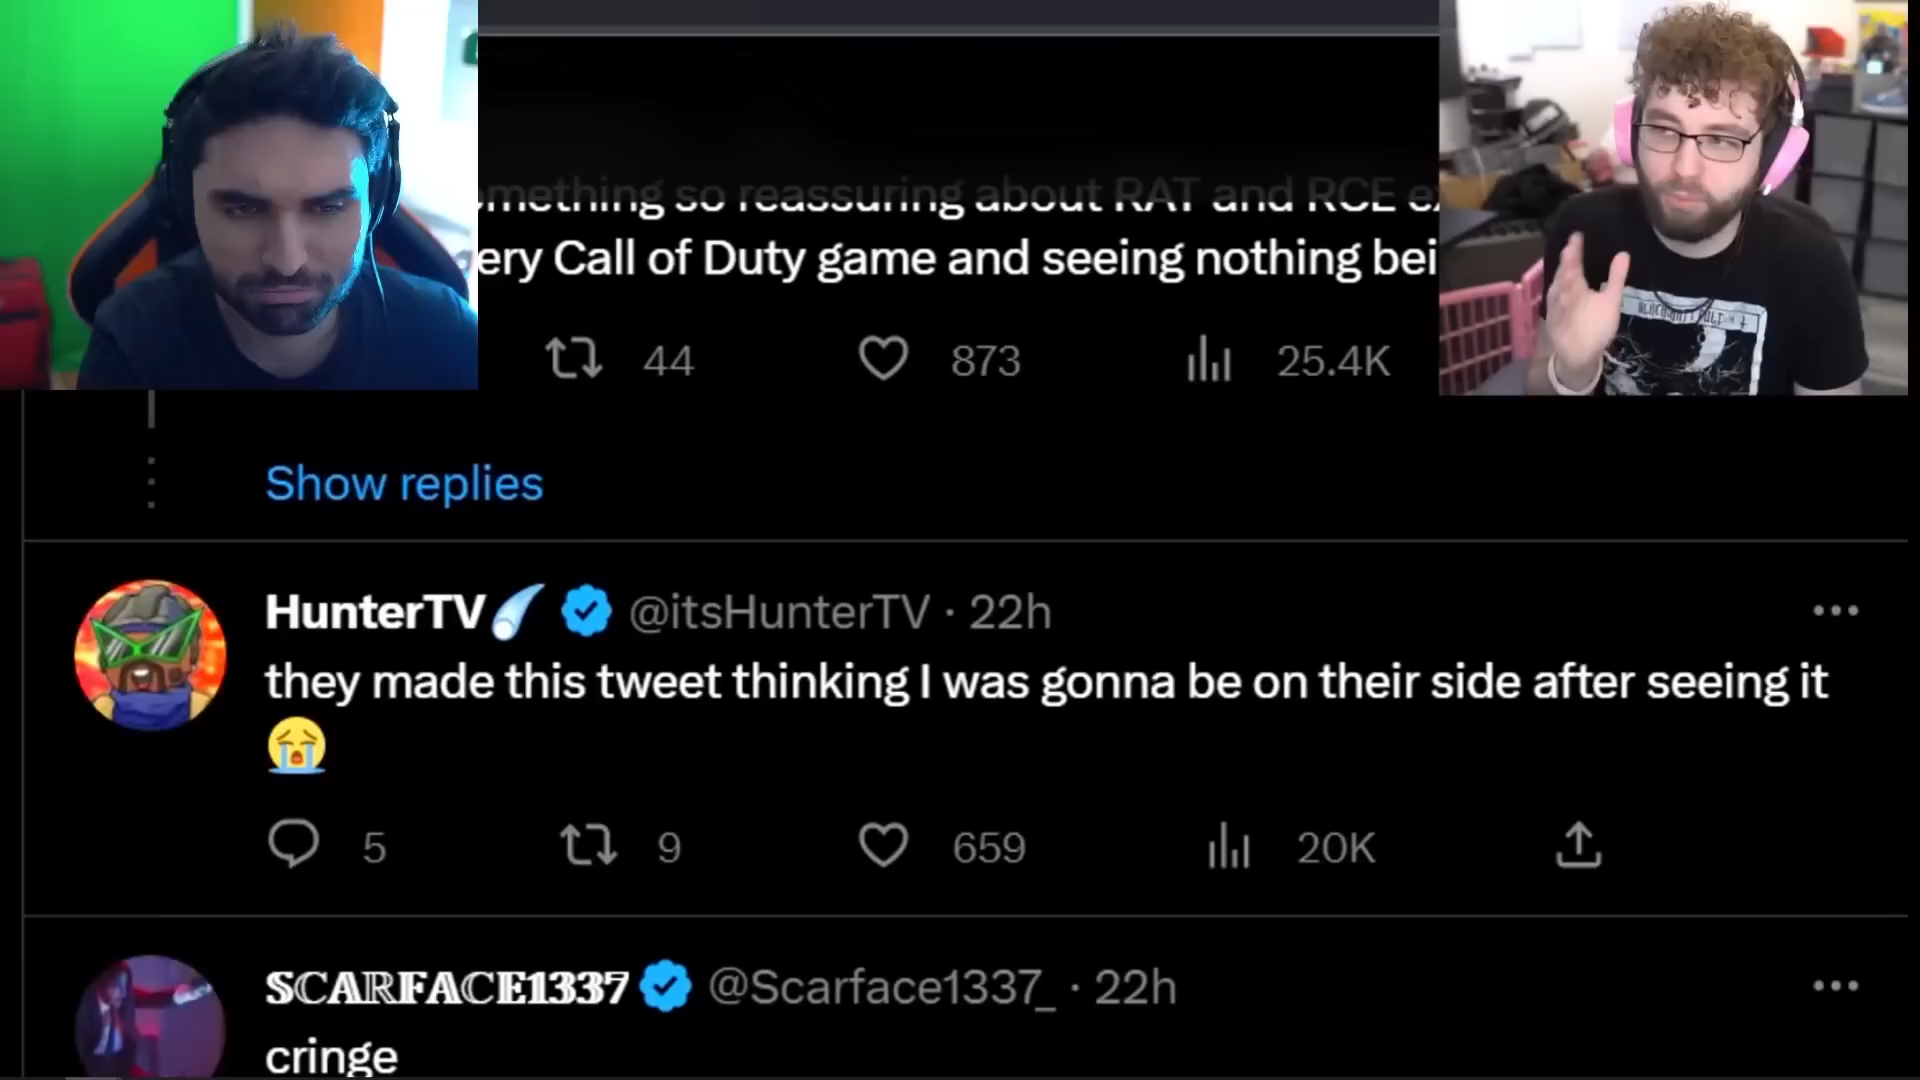 mething so reassuring about RAT and RCE e
ery Call of Duty game and seeing nothing bei
44 873 25.4K
Show replies
HunterTV @itsHunterTV · 22h
they made this tweet thinking I was gonna be on their side after seeing it
😭
5 9 659 20K
𝕊ℂ𝔸ℝ𝔽𝔸ℂ𝔼𝟙𝟛𝟛𝟟 @Scarface1337_ · 22h
cringe